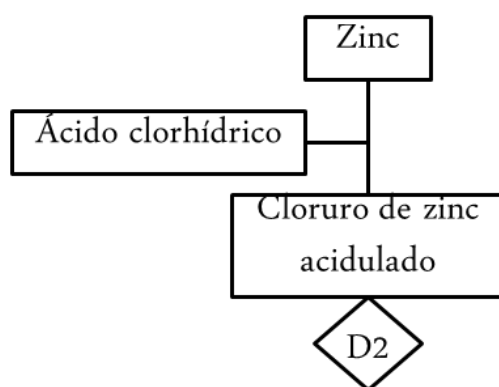 Zinc
Ácido clorhídrico
Cloruro de zinc
acidulado
D2